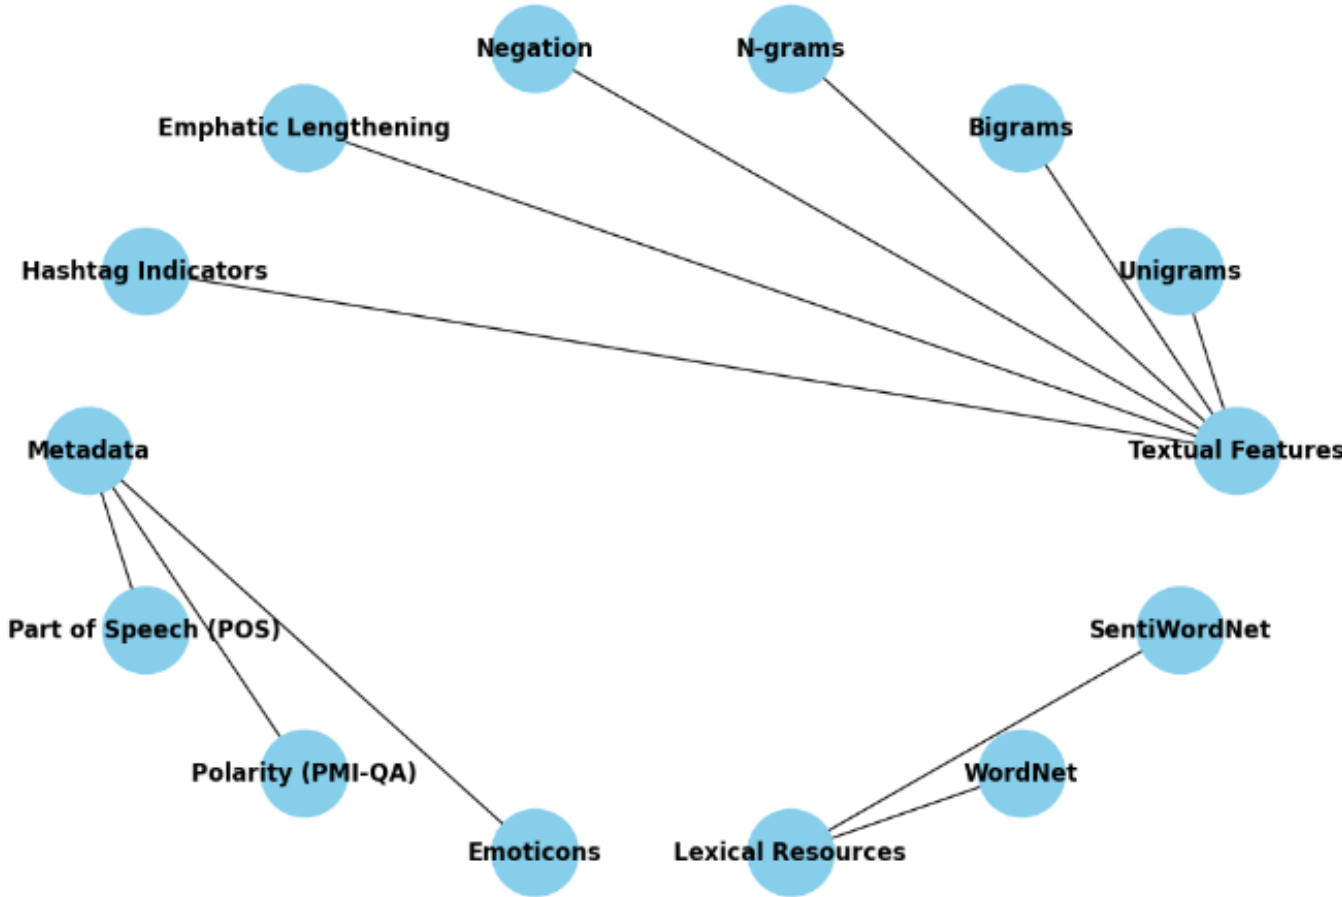 Negation
N-grams
Emphatic Lengthening
Bigrams
Hashtag Indicators
Unigrams
Metadata
Textual Features
Part of Speech (POS)
SentiWordNet
Polarity (PMI-QA)
WordNet
Emoticons
Lexical Resources